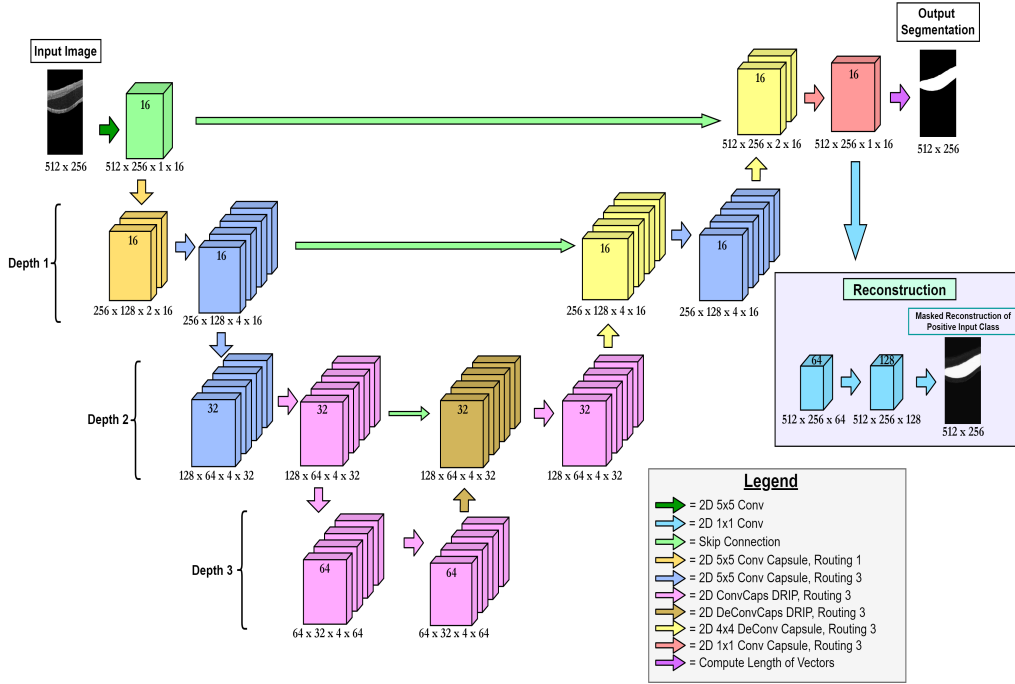 Input Image
16
512 x 256
512 x 256 x 1 x 16
16
512 x 256 x 2 x 16
16
512 x 256 x 1 x 16
Output
Segmentation
512 x 256
Depth 1
16
256 x 128 x 2 x 16
16
256 x 128 x 4 x 16
16
256 x 128 x 4 x 16
16
256 x 128 x 4 x 16
Reconstruction
Masked Reconstruction of
Positive Input Class
64
512 x 256 x 64
128
512 x 256 x 128
512 x 256
Depth 2
32
128 x 64 x 4 x 32
32
128 x 64 x 4 x 32
32
128 x 64 x 4 x 32
32
128 x 64 x 4 x 32
Depth 3
64
64 x 32 x 4 x 64
64
64 x 32 x 4 x 64
Legend
= 2D 5x5 Conv
= 2D 1x1 Conv
= Skip Connection
= 2D 5x5 Conv Capsule, Routing 1
= 2D 5x5 Conv Capsule, Routing 3
= 2D ConvCaps DRIP, Routing 3
= 2D DeConvCaps DRIP, Routing 3
= 2D 4x4 DeConv Capsule, Routing 3
= 2D 1x1 Conv Capsule, Routing 3
= Compute Length of Vectors